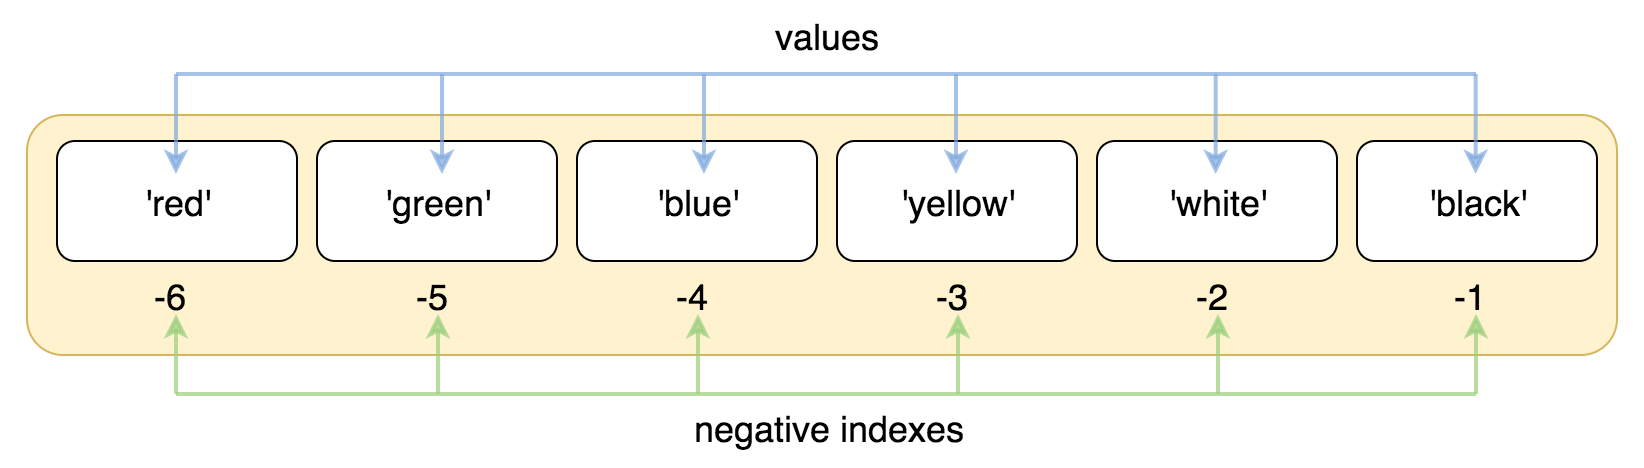 values
'red' 'green' 'blue' 'yellow' 'white' 'black'
-6 -5 -4 -3 -2 -1
negative indexes